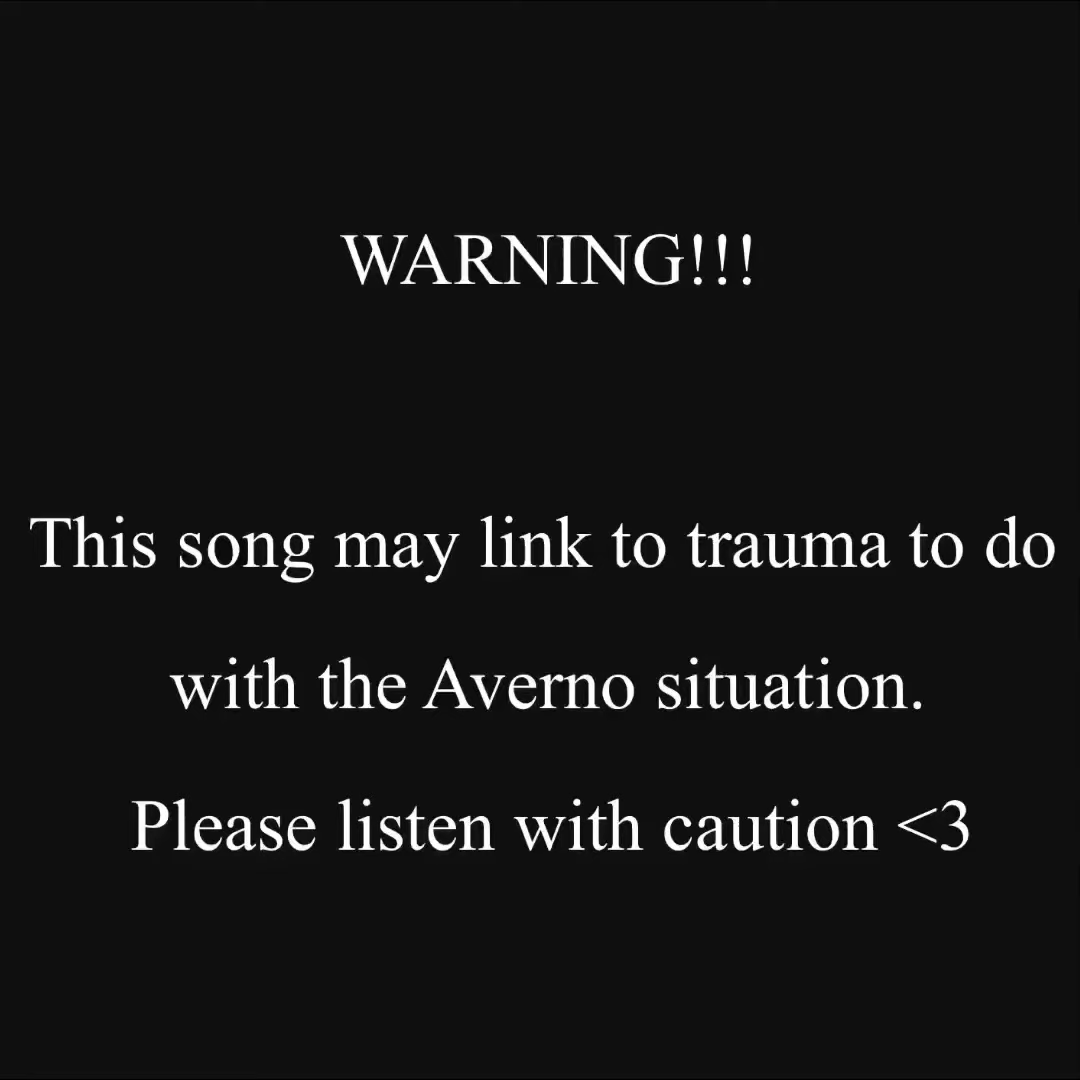 WARNING!!!
This song may link to trauma to do
with the Averno situation.
Please listen with caution <3